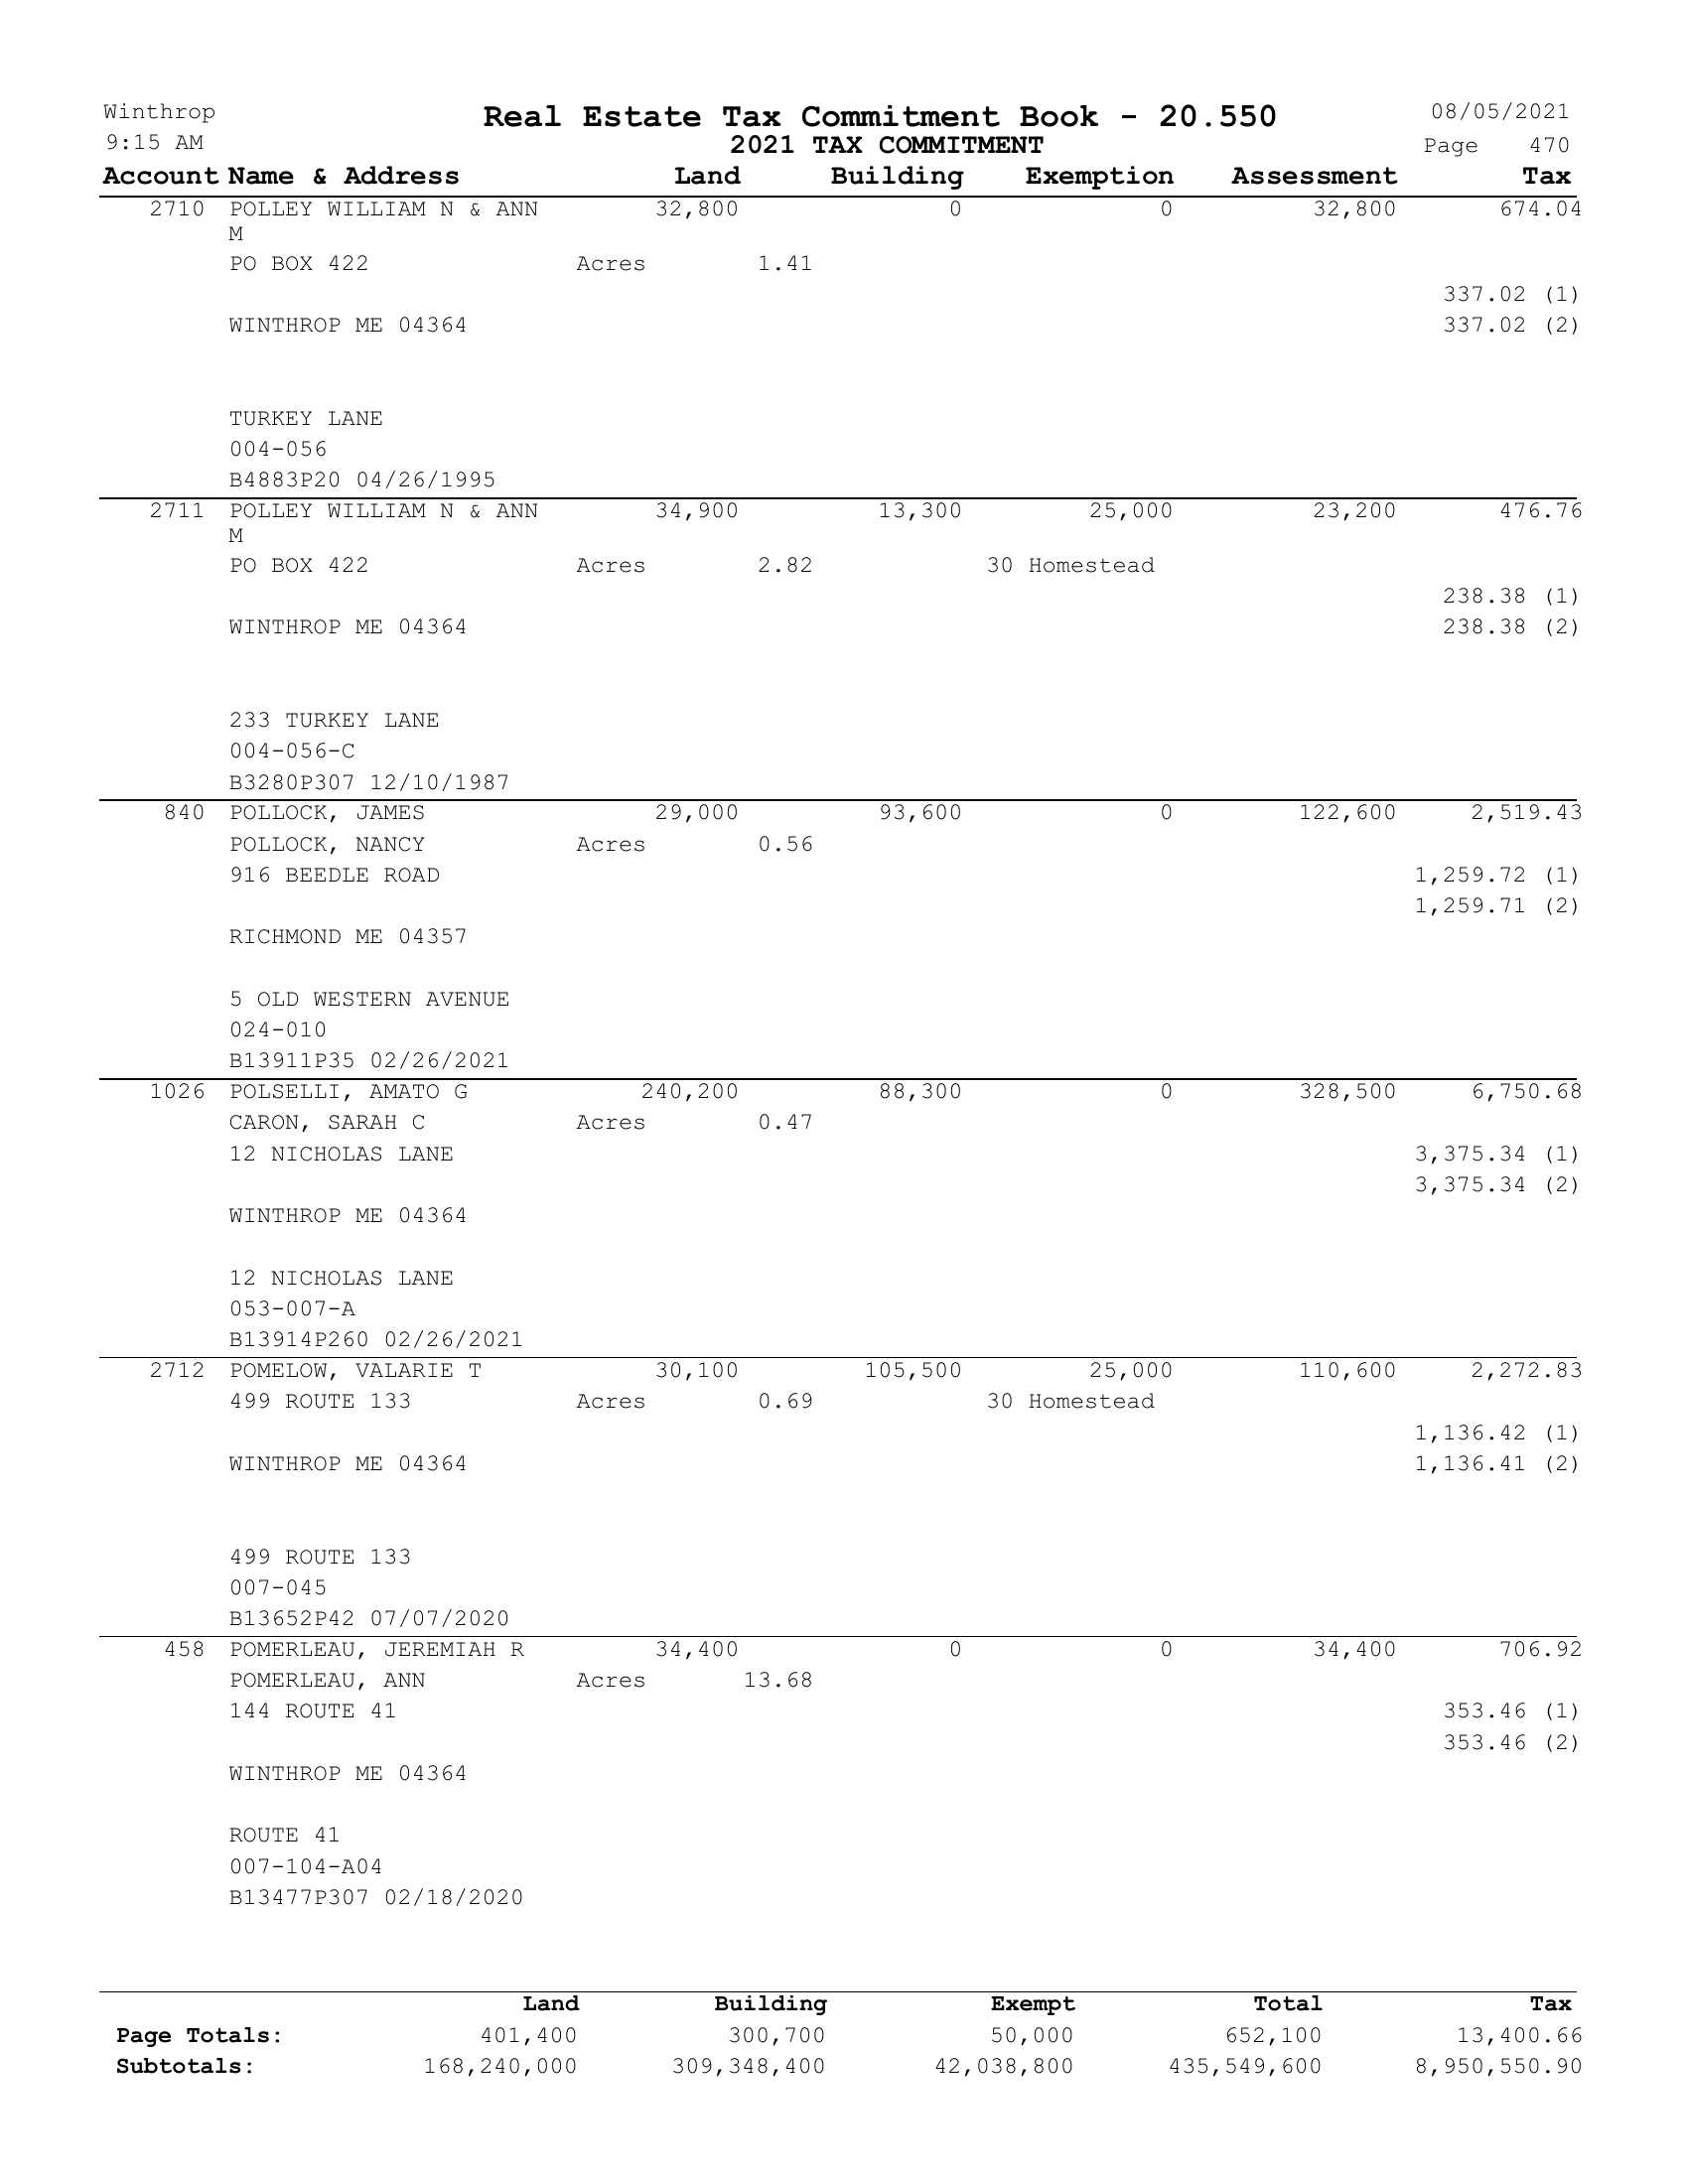 Winthrop Real Estate Tax Commitment Book - 20.550 08/05/2021
9:15 AM 2021 TAX COMMITMENT Page 470
Account Name & Address Land Building Exemption Assessment Tax
2710 POLLEY WILLIAM N & ANN 32,800 0 0 32,800 674.04
M
PO BOX 422 Acres 1.41
337.02 (1)
WINTHROP ME 04364 337.02 (2)
TURKEY LANE
004-056
B4883P20 04/26/1995
2711 POLLEY WILLIAM N & ANN 34,900 13,300 25,000 23,200 476.76
M
PO BOX 422 Acres 2.82 30 Homestead
238.38 (1)
WINTHROP ME 04364 238.38 (2)
233 TURKEY LANE
004-056-C
B3280P307 12/10/1987
840 POLLOCK, JAMES 29,000 93,600 0 122,600 2,519.43
POLLOCK, NANCY Acres 0.56
916 BEEDLE ROAD 1,259.72 (1)
1,259.71 (2)
RICHMOND ME 04357
5 OLD WESTERN AVENUE
024-010
B13911P35 02/26/2021
1026 POLSELLI, AMATO G 240,200 88,300 0 328,500 6,750.68
CARON, SARAH C Acres 0.47
12 NICHOLAS LANE 3,375.34 (1)
3,375.34 (2)
WINTHROP ME 04364
12 NICHOLAS LANE
053-007-A
B13914P260 02/26/2021
2712 POMELOW, VALARIE T 30,100 105,500 25,000 110,600 2,272.83
499 ROUTE 133 Acres 0.69 30 Homestead
1,136.42 (1)
WINTHROP ME 04364 1,136.41 (2)
499 ROUTE 133
007-045
B13652P42 07/07/2020
458 POMERLEAU, JEREMIAH R 34,400 0 0 34,400 706.92
POMERLEAU, ANN Acres 13.68
144 ROUTE 41 353.46 (1)
353.46 (2)
WINTHROP ME 04364
ROUTE 41
007-104-A04
B13477P307 02/18/2020
Land Building Exempt Total Tax
Page Totals: 401,400 300,700 50,000 652,100 13,400.66
Subtotals: 168,240,000 309,348,400 42,038,800 435,549,600 8,950,550.90